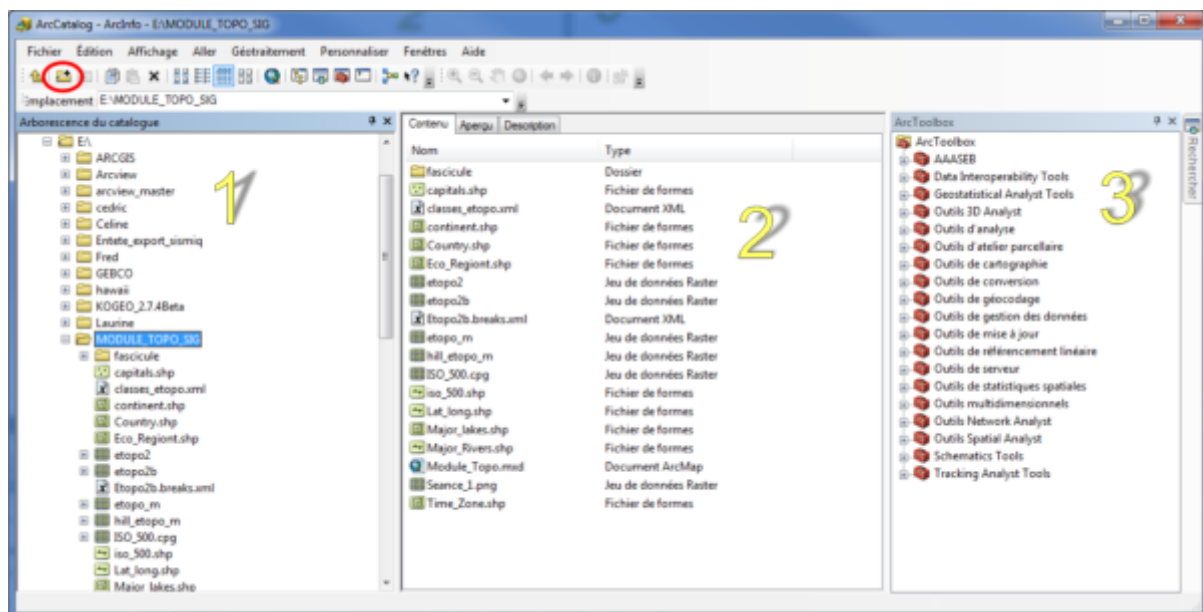 ArcCatalog - ArcInfo - E:\MODULE_TOPO_SIG
Fichier Édition Affichage Aller Géotraitement Personnaliser Fenêtres Aide
Emplacement E:\MODULE_TOPO_SIG
Arborescence du catalogue
E:\
ARCGIS
Arcview
arcview_master
cedric
Celine
Entete_export_sismiq
Fred
GEBCO
hawaii
KOGEO_2.7.4Beta
Laurine
MODULE_TOPO_SIG
fascicule
capitals.shp
classes_etopo.xml
continent.shp
Country.shp
Eco_Regiont.shp
etopo2
etopo2b
Etopo2b.breaks.xml
etopo_m
hill_etopo_m
ISO_500.cpg
iso_500.shp
Lat_long.shp
Major_lakes.shp
1
Contenu Aperçu Description
Nom Type
fascicule Dossier
capitals.shp Fichier de formes
classes_etopo.xml Document XML
continent.shp Fichier de formes
Country.shp Fichier de formes
Eco_Regiont.shp Fichier de formes
etopo2 Jeu de données Raster
etopo2b Jeu de données Raster
Etopo2b.breaks.xml Document XML
etopo_m Jeu de données Raster
hill_etopo_m Jeu de données Raster
ISO_500.cpg Jeu de données Raster
iso_500.shp Fichier de formes
Lat_long.shp Fichier de formes
Major_lakes.shp Fichier de formes
Major_Rivers.shp Fichier de formes
Module_Topo.mxd Document ArcMap
Seance_1.png Jeu de données Raster
Time_Zone.shp Fichier de formes
2
ArcToolbox
ArcToolbox
AAASEB
Data Interoperability Tools
Geostatistical Analyst Tools
Outils 3D Analyst
Outils d'analyse
Outils d'atelier parcellaire
Outils de cartographie
Outils de conversion
Outils de géocodage
Outils de gestion des données
Outils de mise à jour
Outils de référencement linéaire
Outils de serveur
Outils de statistiques spatiales
Outils multidimensionnels
Outils Network Analyst
Outils Spatial Analyst
Schematics Tools
Tracking Analyst Tools
3
Rechercher